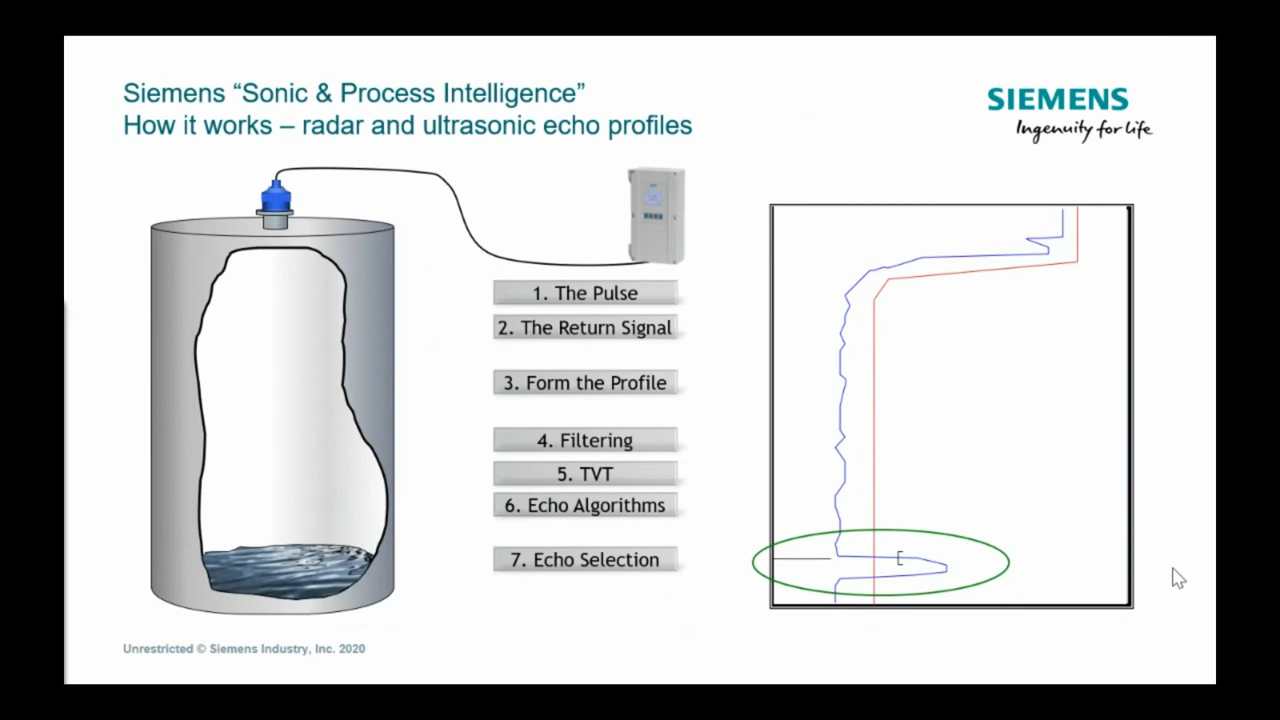 Siemens “Sonic & Process Intelligence”
How it works – radar and ultrasonic echo profiles
SIEMENS
Ingenuity for life
1. The Pulse
2. The Return Signal
3. Form the Profile
4. Filtering
5. TVT
6. Echo Algorithms
7. Echo Selection
Unrestricted © Siemens Industry, Inc. 2020